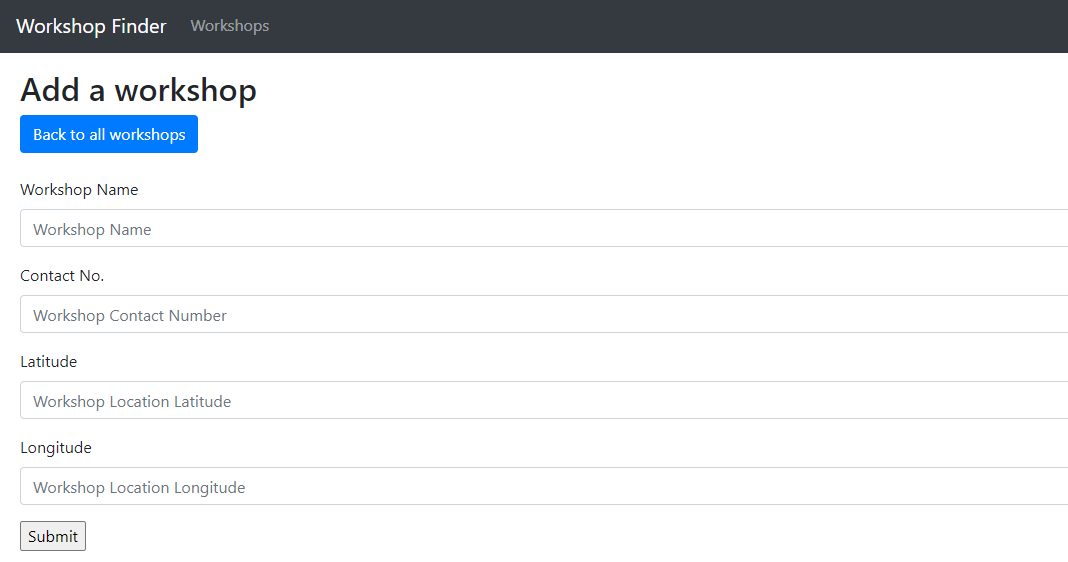 Workshop Finder Workshops
Add a workshop
Back to all workshops
Workshop Name
Workshop Name
Contact No.
Workshop Contact Number
Latitude
Workshop Location Latitude
Longitude
Workshop Location Longitude
Submit